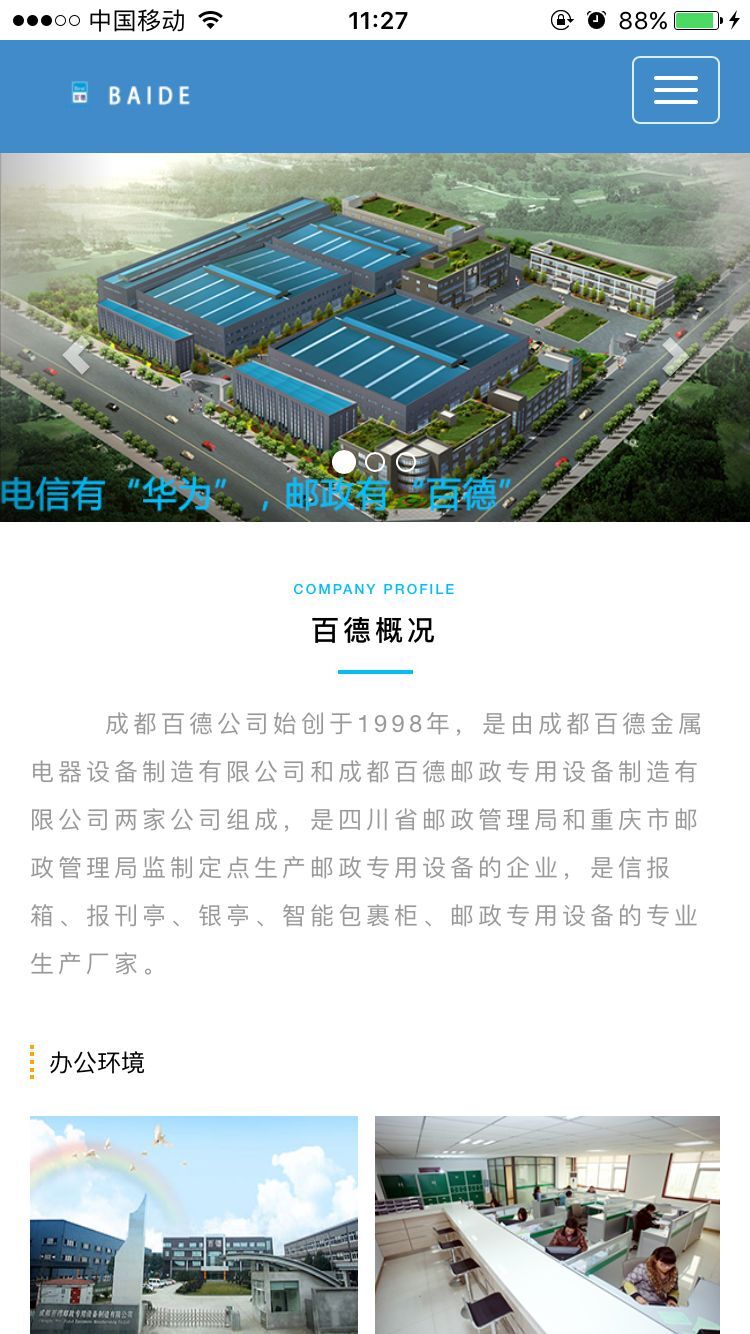 中国移动
11:27
88%
BAIDE
电信有“华为”，邮政有“百德”
COMPANY PROFILE
百德概况
成都百德公司始创于1998年，是由成都百德金属
电器设备制造有限公司和成都百德邮政专用设备制造有
限公司两家公司组成，是四川省邮政管理局和重庆市邮
政管理局监制定点生产邮政专用设备的企业，是信报
箱、报刊亭、银亭、智能包裹柜、邮政专用设备的专业
生产厂家。
办公环境
成都百德邮政专用设备制造有限公司